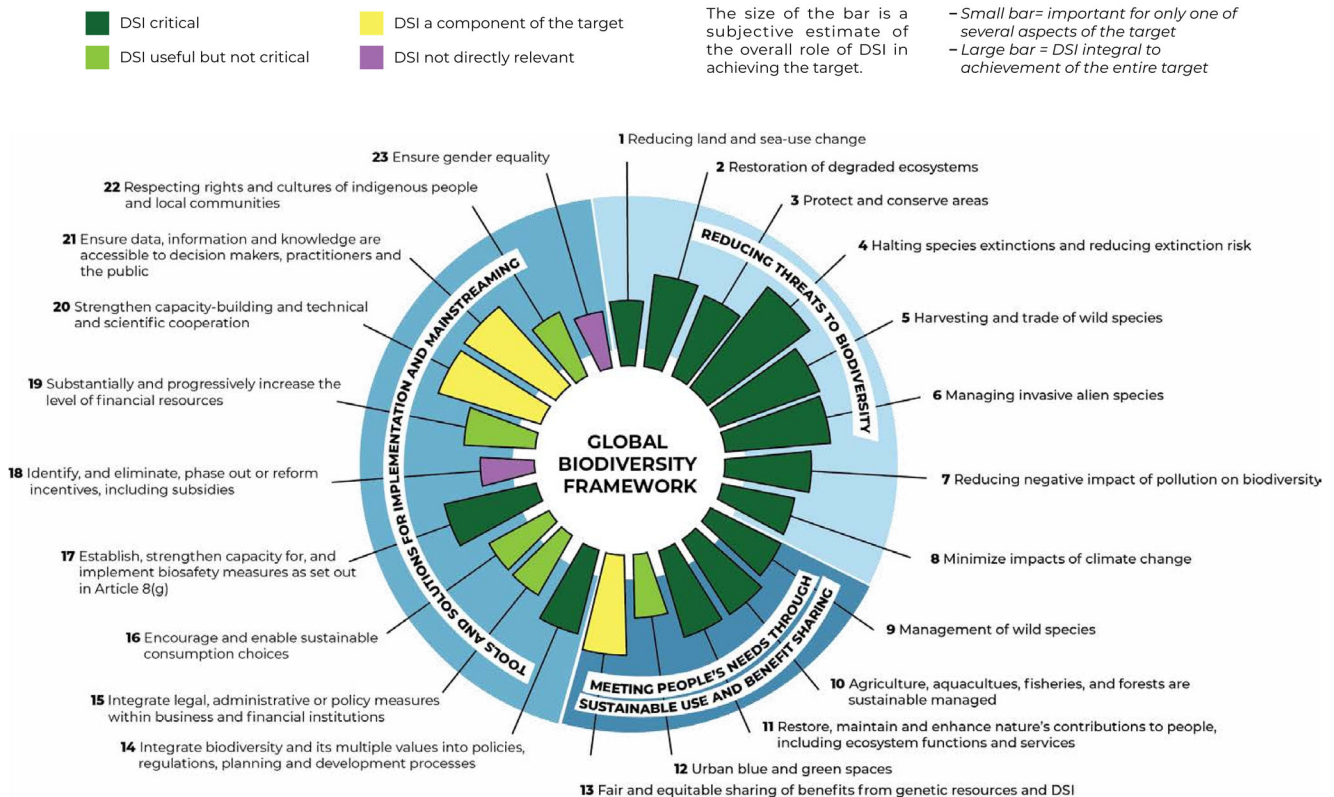 DSI critical
DSI useful but not critical
DSI a component of the target
DSI not directly relevant
The size of the bar is a
subjective estimate of
the overall role of DSI in
achieving the target.
– Small bar= important for only one of
several aspects of the target
– Large bar = DSI integral to
achievement of the entire target
1 Reducing land and sea-use change
2 Restoration of degraded ecosystems
3 Protect and conserve areas
4 Halting species extinctions and reducing extinction risk
5 Harvesting and trade of wild species
6 Managing invasive alien species
7 Reducing negative impact of pollution on biodiversity
8 Minimize impacts of climate change
9 Management of wild species
10 Agriculture, aquacultues, fisheries, and forests are
sustainable managed
11 Restore, maintain and enhance nature's contributions to people,
including ecosystem functions and services
12 Urban blue and green spaces
13 Fair and equitable sharing of benefits from genetic resources and DSI
14 Integrate biodiversity and its multiple values into policies,
regulations, planning and development processes
15 Integrate legal, administrative or policy measures
within business and financial institutions
16 Encourage and enable sustainable
consumption choices
17 Establish, strengthen capacity for, and
implement biosafety measures as set out
in Article 8(g)
18 Identify, and eliminate, phase out or reform
incentives, including subsidies
19 Substantially and progressively increase the
level of financial resources
20 Strengthen capacity-building and technical
and scientific cooperation
21 Ensure data, information and knowledge are
accessible to decision makers, practitioners and
the public
22 Respecting rights and cultures of indigenous people
and local communities
23 Ensure gender equality
REDUCING THREATS TO BIODIVERSITY
MEETING PEOPLE'S NEEDS THROUGH
SUSTAINABLE USE AND BENEFIT SHARING
TOOLS AND SOLUTIONS FOR IMPLEMENTATION AND MAINSTREAMING
GLOBAL
BIODIVERSITY
FRAMEWORK